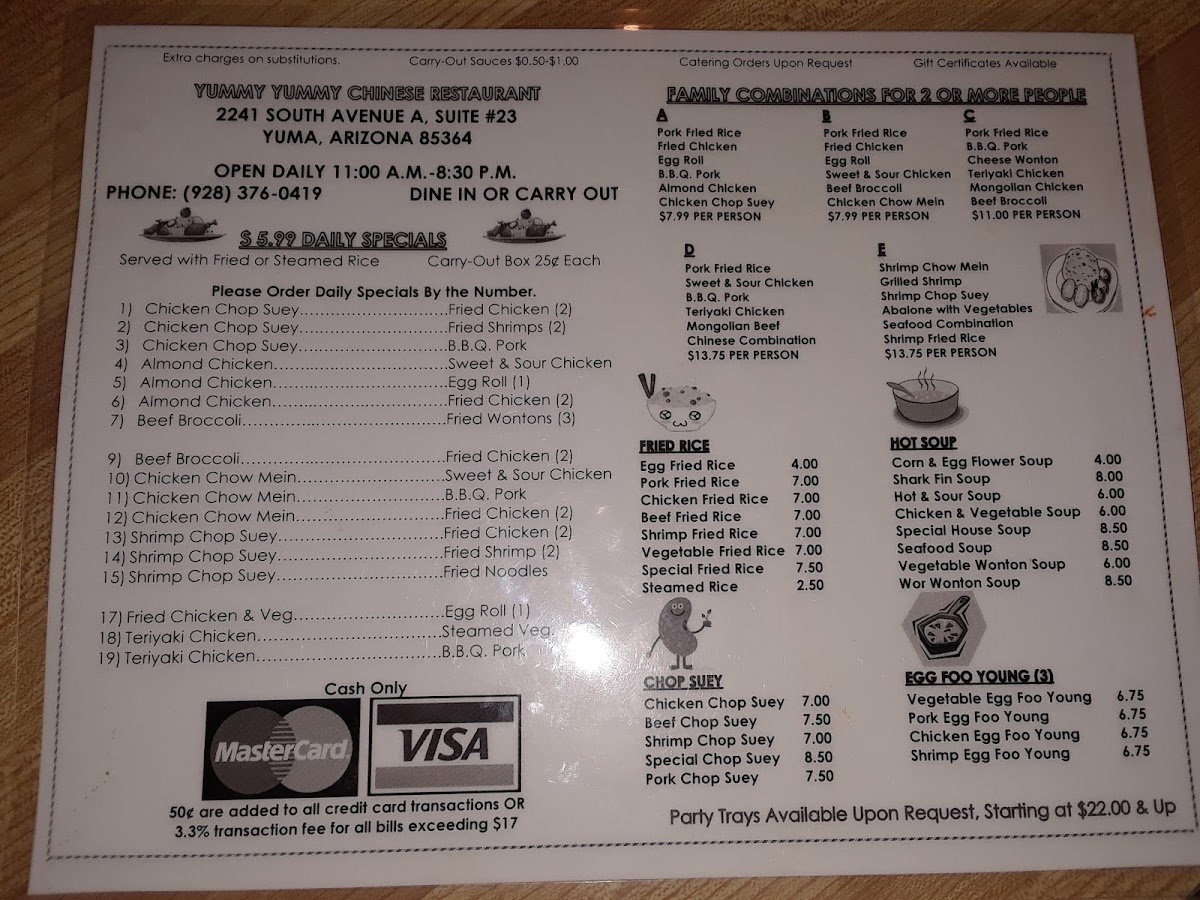 Extra charges on substitutions. Carry-Out Sauces $0.50-$1.00 Catering Orders Upon Request Gift Certificates Available
YUMMY YUMMY CHINESE RESTAURANT
2241 SOUTH AVENUE A, SUITE #23
YUMA, ARIZONA 85364
OPEN DAILY 11:00 A.M.-8:30 P.M.
PHONE: (928) 376-0419 DINE IN OR CARRY OUT
$ 5.99 DAILY SPECIALS
Served with Fried or Steamed Rice Carry-Out Box 25¢ Each
Please Order Daily Specials By the Number.
1) Chicken Chop Suey.....................Fried Chicken (2)
2) Chicken Chop Suey.....................Fried Shrimps (2)
3) Chicken Chop Suey.....................B.B.Q. Pork
4) Almond Chicken.....................Sweet & Sour Chicken
5) Almond Chicken.....................Egg Roll (1)
6) Almond Chicken.....................Fried Chicken (2)
7) Beef Broccoli.....................Fried Wontons (3)
9) Beef Broccoli.....................Fried Chicken (2)
10) Chicken Chow Mein.....................Sweet & Sour Chicken
11) Chicken Chow Mein.....................B.B.Q. Pork
12) Chicken Chow Mein.....................Fried Chicken (2)
13) Shrimp Chop Suey.....................Fried Chicken (2)
14) Shrimp Chop Suey.....................Fried Shrimp (2)
15) Shrimp Chop Suey.....................Fried Noodles
17) Fried Chicken & Veg.....................Egg Roll (1)
18) Teriyaki Chicken.....................Steamed Veg.
19) Teriyaki Chicken.....................B.B.Q. Pork
Cash Only
MasterCard
VISA
50¢ are added to all credit card transactions OR
3.3% transaction fee for all bills exceeding $17
FAMILY COMBINATIONS FOR 2 OR MORE PEOPLE
A
Pork Fried Rice
Fried Chicken
Egg Roll
B.B.Q. Pork
Almond Chicken
Chicken Chop Suey
$7.99 PER PERSON
B
Pork Fried Rice
Fried Chicken
Egg Roll
Sweet & Sour Chicken
Beef Broccoli
Chicken Chow Mein
$7.99 PER PERSON
C
Pork Fried Rice
B.B.Q. Pork
Cheese Wonton
Teriyaki Chicken
Mongolian Chicken
Beef Broccoli
$11.00 PER PERSON
D
Pork Fried Rice
Sweet & Sour Chicken
B.B.Q. Pork
Teriyaki Chicken
Mongolian Beef
Chinese Combination
$13.75 PER PERSON
E
Shrimp Chow Mein
Grilled Shrimp
Shrimp Chop Suey
Abalone with Vegetables
Seafood Combination
Shrimp Fried Rice
$13.75 PER PERSON
FRIED RICE
Egg Fried Rice 4.00
Pork Fried Rice 7.00
Chicken Fried Rice 7.00
Beef Fried Rice 7.00
Shrimp Fried Rice 7.00
Vegetable Fried Rice 7.00
Special Fried Rice 7.50
Steamed Rice 2.50
HOT SOUP
Corn & Egg Flower Soup 4.00
Shark Fin Soup 8.00
Hot & Sour Soup 6.00
Chicken & Vegetable Soup 6.00
Special House Soup 8.50
Seafood Soup 8.50
Vegetable Wonton Soup 6.00
Wor Wonton Soup 8.50
CHOP SUEY
Chicken Chop Suey 7.00
Beef Chop Suey 7.50
Shrimp Chop Suey 7.00
Special Chop Suey 8.50
Pork Chop Suey 7.50
EGG FOO YOUNG (3)
Vegetable Egg Foo Young 6.75
Pork Egg Foo Young 6.75
Chicken Egg Foo Young 6.75
Shrimp Egg Foo Young 6.75
Party Trays Available Upon Request, Starting at $22.00 & Up